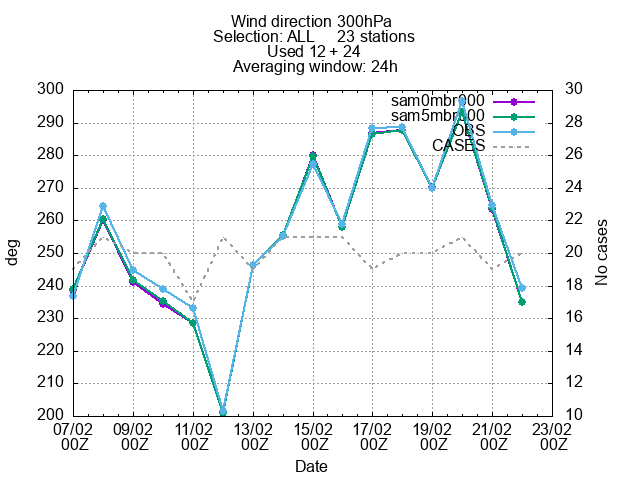 Wind direction 300hPa
Selection: ALL 23 stations
Used 12 + 24
Averaging window: 24h
300 30
sam0mbr000
sam5mbr000
OBS
CASES
290 28
280 26
270 24
260 22
250 20
240 18
230 16
220 14
210 12
200 10
deg
No cases
07/02 09/02 11/02 13/02 15/02 17/02 19/02 21/02 23/02
00Z 00Z 00Z 00Z 00Z 00Z 00Z 00Z 00Z
Date